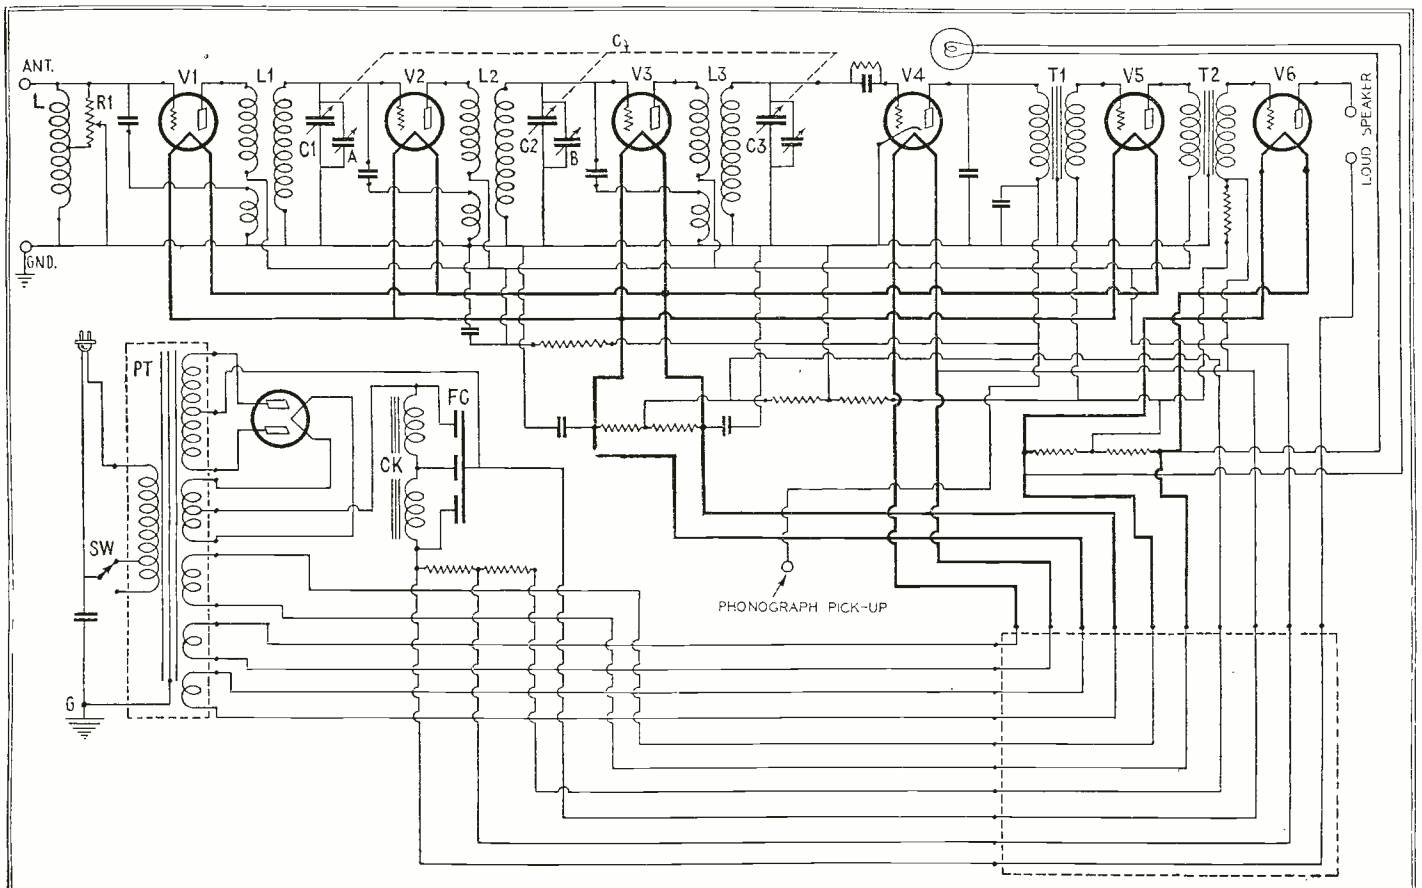 ANT.
L
R1
V1
L1
C1
A
V2
L2
C2
B
V3
L3
C3
V4
T1
V5
T2
V6
LOUD SPEAKER
GND.
PT
FC
CK
SW
G
PHONOGRAPH PICK-UP